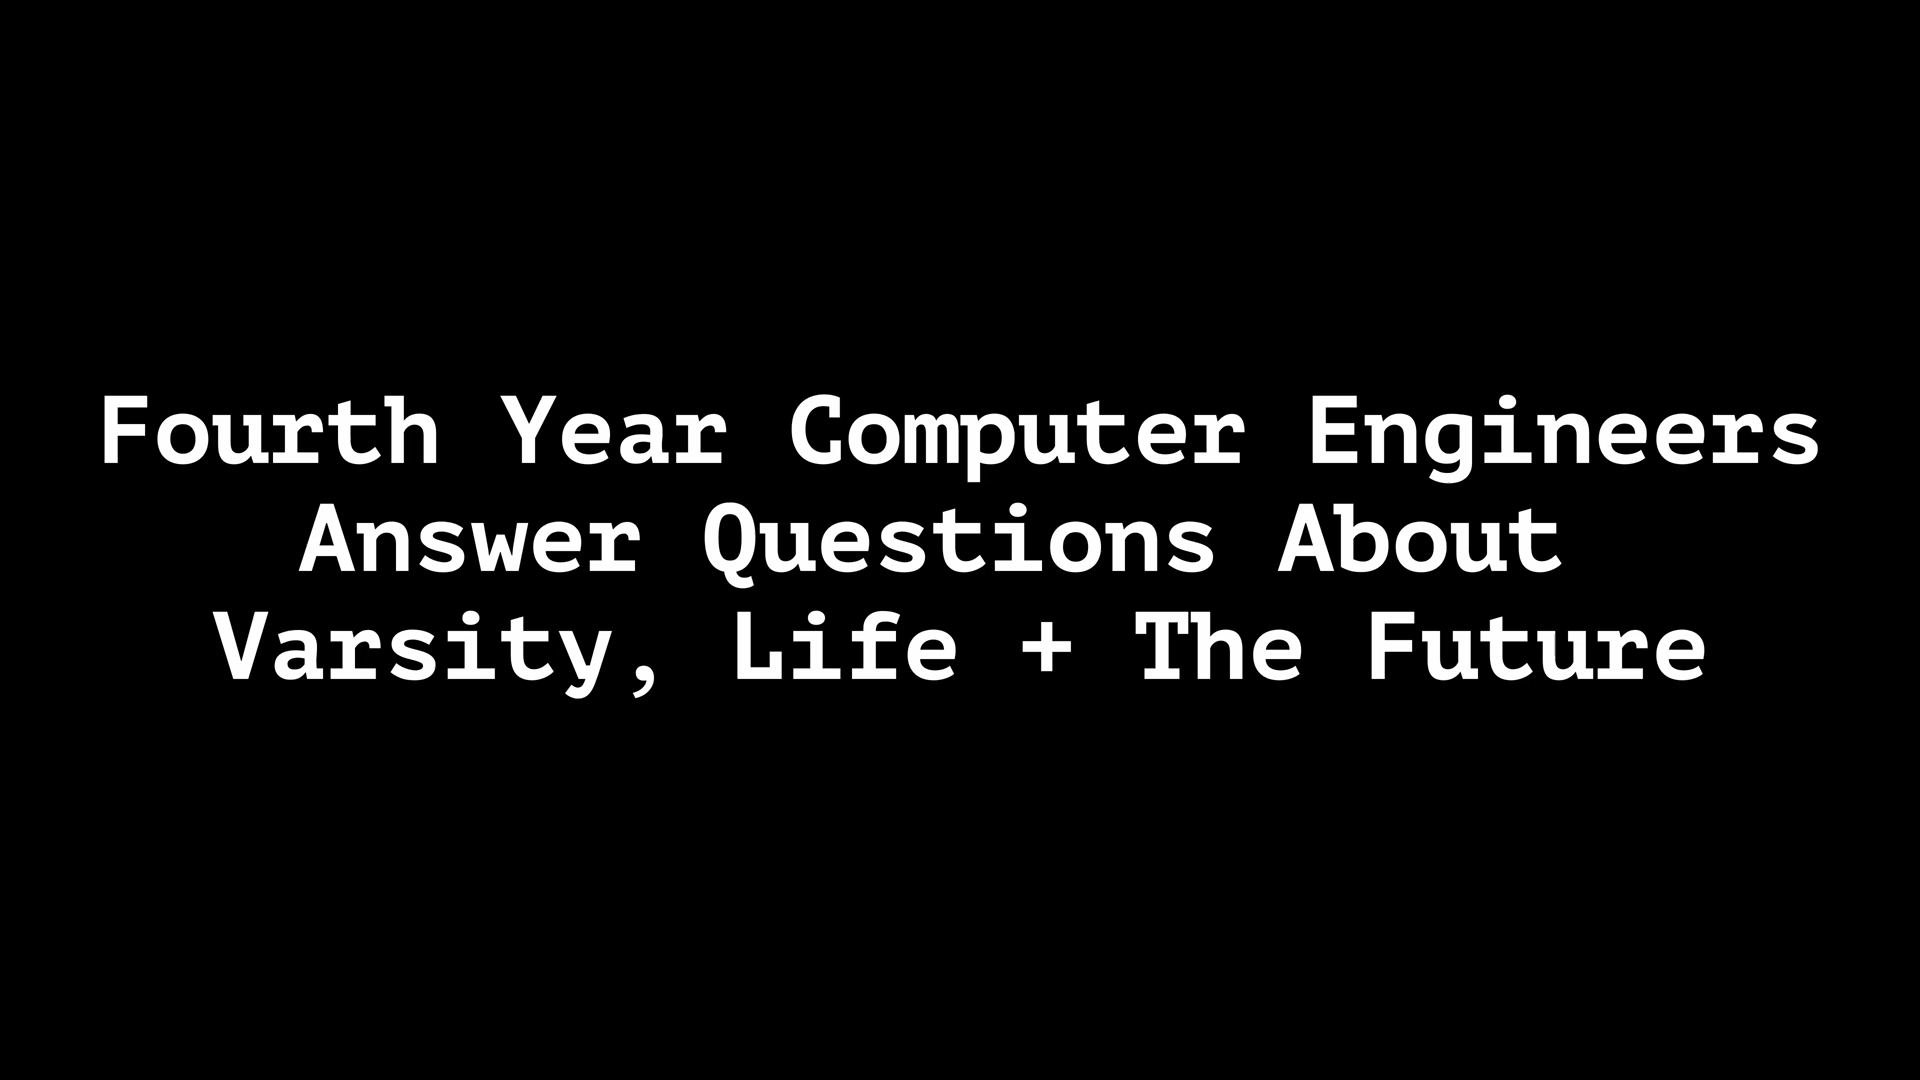 Fourth Year Computer Engineers
Answer Questions About
Varsity, Life + The Future